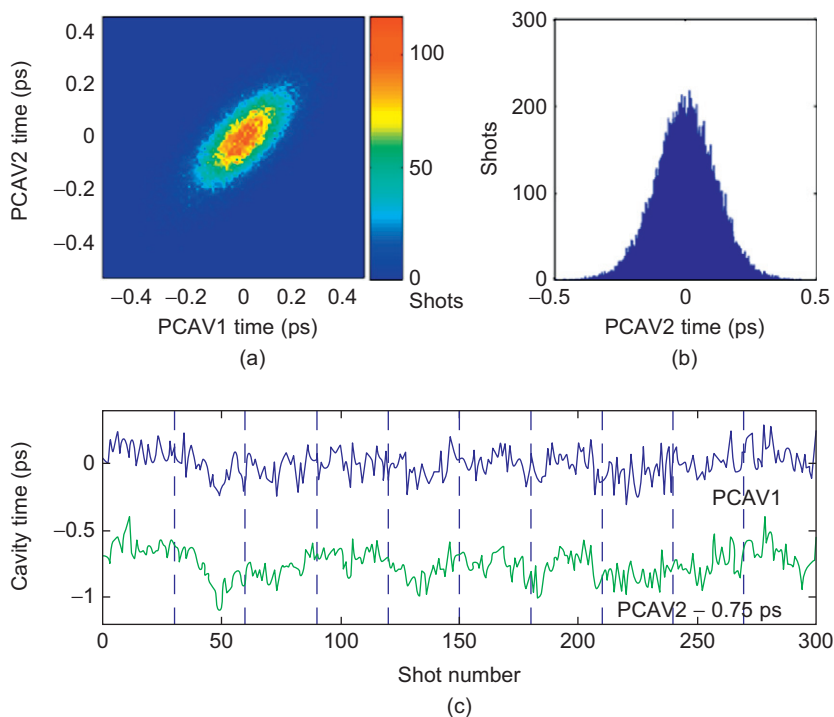 0.4
0.2
0
−0.2
−0.4
PCAV2 time (ps)
−0.4
−0.2
0
0.2
0.4
PCAV1 time (ps)
100
50
0
Shots
(a)
300
200
100
0
Shots
−0.5
0
0.5
PCAV2 time (ps)
(b)
0
−0.5
−1
Cavity time (ps)
PCAV1
PCAV2 − 0.75 ps
0
50
100
150
200
250
300
Shot number
(c)